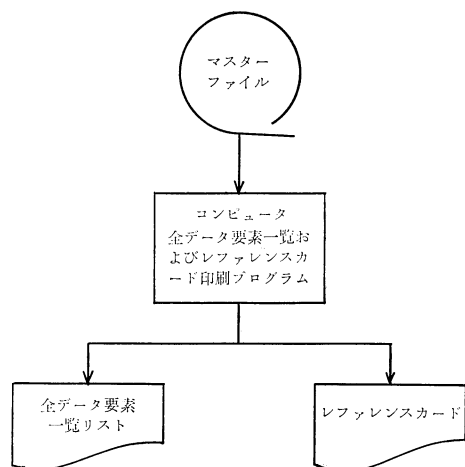 マスター
ファイル
コンピュータ
全データ要素一覧お
よびレファレンスカ
ード印刷プログラム
全データ要素
一覧リスト
レファレンスカード